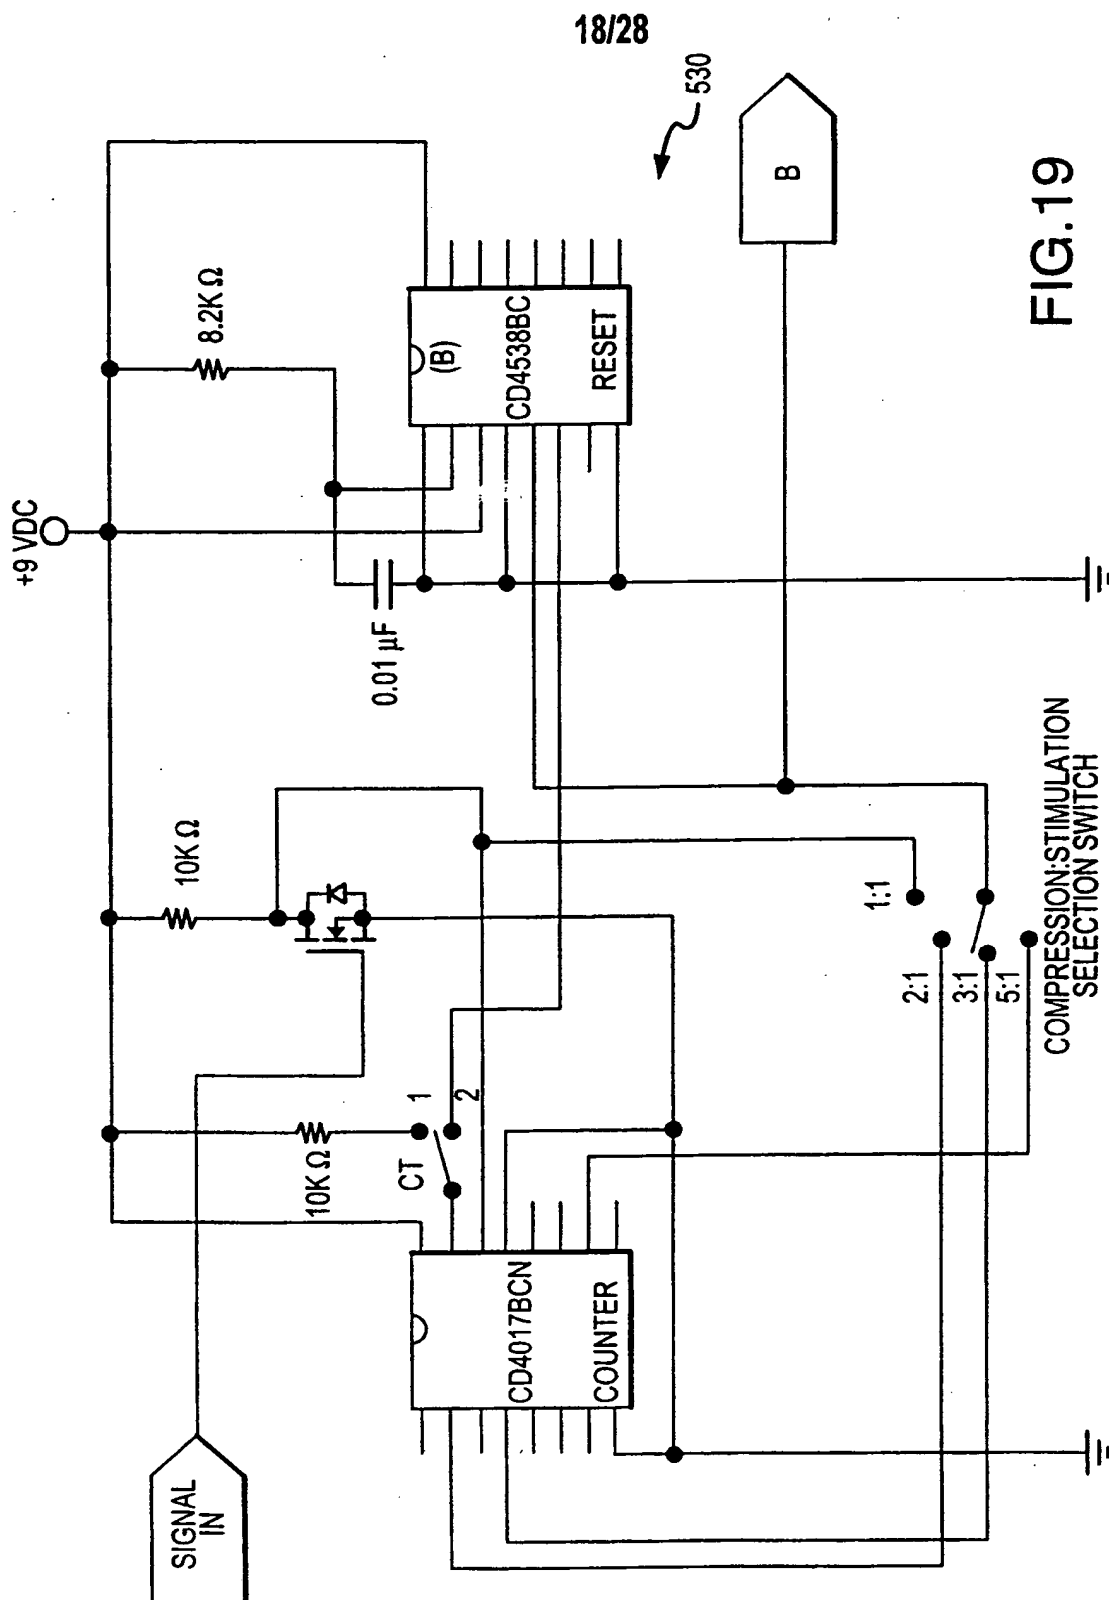 18/28
530
+9 VDC
8.2K Ω
10K Ω
10K Ω
0.01 µF
(B)
CD4538BC
RESET
B
SIGNAL
IN
CT
1
2
CD4017BCN
COUNTER
1:1
2:1
3:1
5:1
COMPRESSION:STIMULATION
SELECTION SWITCH
FIG.19